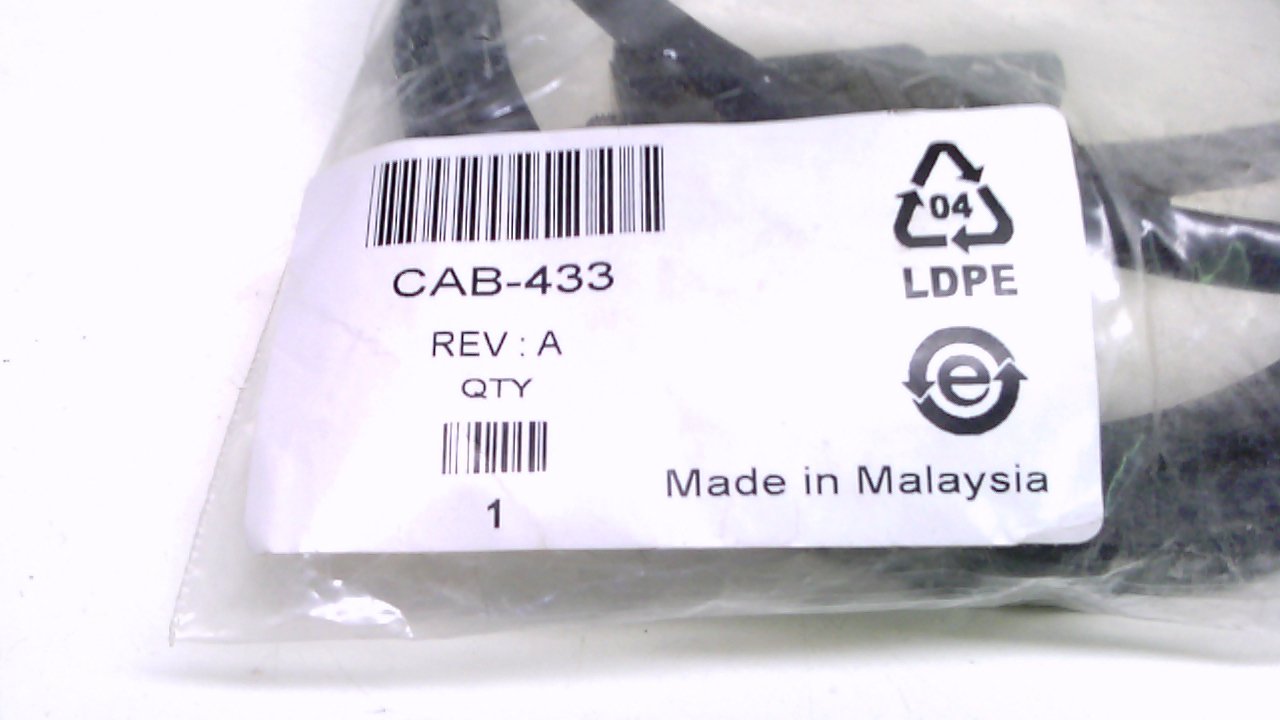 CAB-433
REV : A
QTY
1
04
LDPE
e
Made in Malaysia